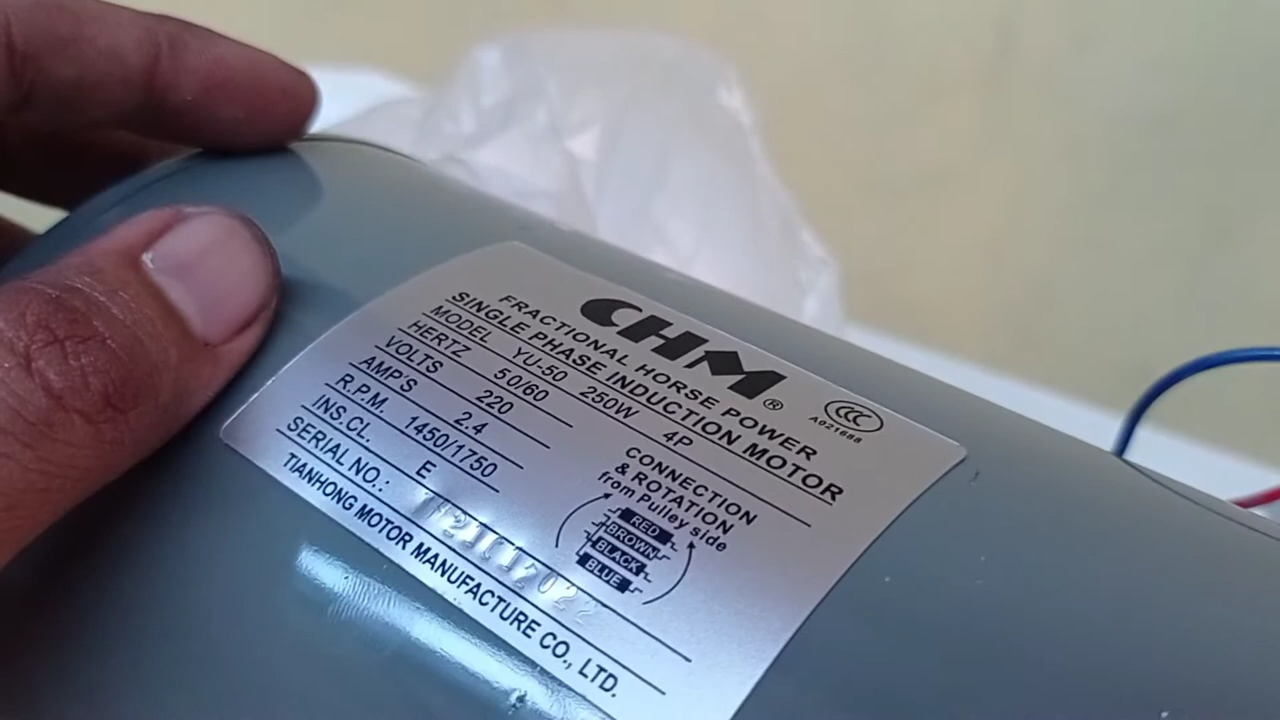 CHM®
CCC
A021688
FRACTIONAL HORSE POWER
SINGLE PHASE INDUCTION MOTOR
MODEL YU-50 250W 4P
HERTZ 50/60
VOLTS 220
AMP'S 2.4
R.P.M. 1450/1750
INS.CL. E
SERIAL NO.:
TIANHONG MOTOR MANUFACTURE CO., LTD.
CONNECTION
& ROTATION
from Pulley side
RED
BROWN
BLACK
BLUE